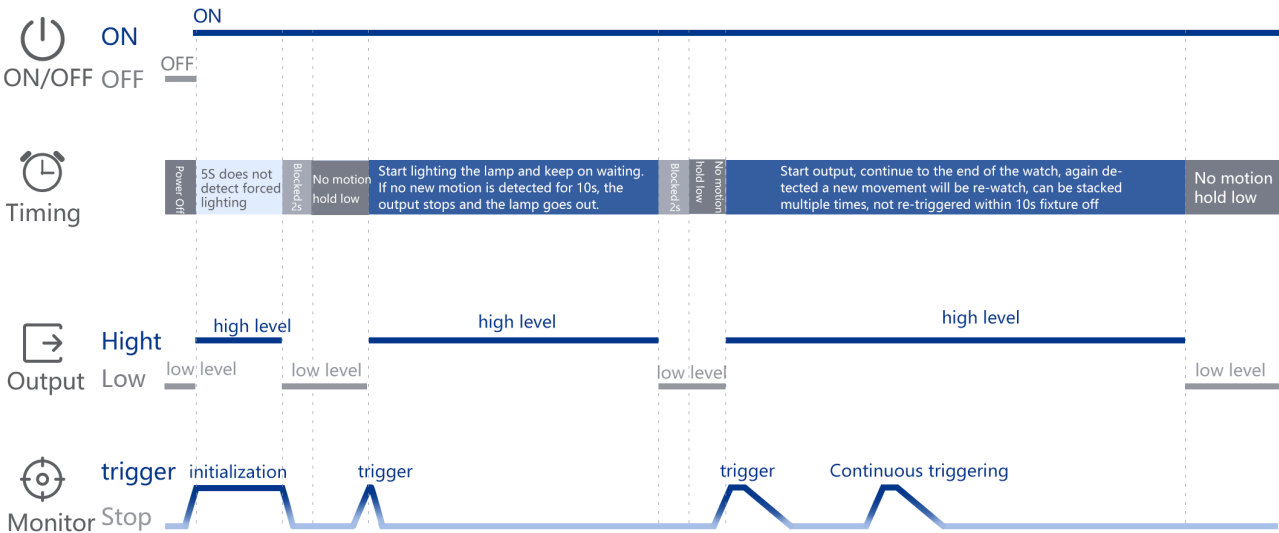 ON
ON
OFF
ON/OFF
OFF
Power Off
5S does not
detect forced
lighting
Blocked 2s
No motion
hold low
Start lighting the lamp and keep on waiting.
If no new motion is detected for 10s, the
output stops and the lamp goes out.
Blocked 2s
No motion
hold low
Start output, continue to the end of the watch, again de-
tected a new movement will be re-watch, can be stacked
multiple times, not re-triggered within 10s fixture off
No motion
hold low
Timing
Hight
high level
high level
high level
Output
Low
low level
low level
low level
low level
trigger
initialization
trigger
trigger
Continuous triggering
Monitor
Stop